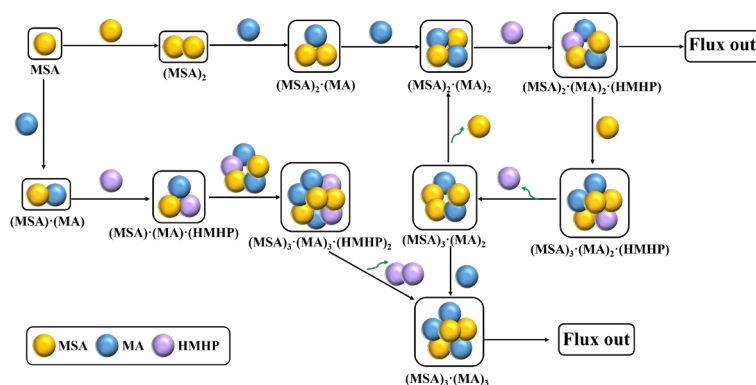 MSA
(MSA)₂
(MSA)₂·(MA)
(MSA)₂·(MA)₂
(MSA)₂·(MA)₂·(HMHP)
Flux out
(MSA)·(MA)
(MSA)·(MA)·(HMHP)
(MSA)₃·(MA)₃·(HMHP)₂
(MSA)₃·(MA)₂
(MSA)₃·(MA)₂·(HMHP)
MSA MA HMHP
(MSA)₃·(MA)₃
Flux out